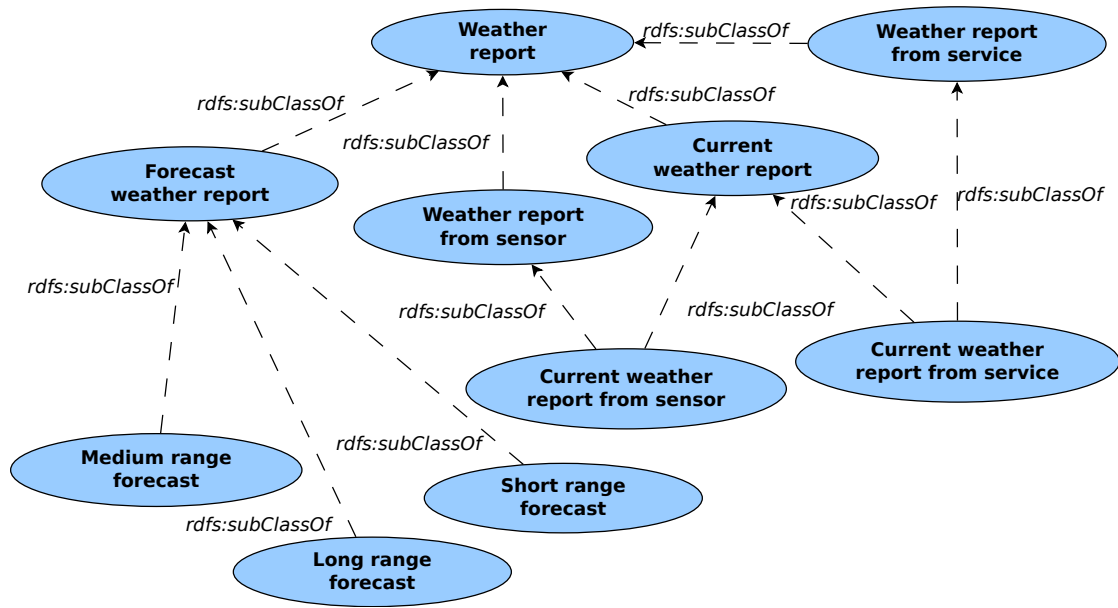 Weather
report
rdfs:subClassOf
Weather report
from service
rdfs:subClassOf
rdfs:subClassOf
rdfs:subClassOf
Forecast
weather report
Current
weather report
Weather report
from sensor
rdfs:subClassOf
rdfs:subClassOf
rdfs:subClassOf
rdfs:subClassOf
rdfs:subClassOf
Current weather
report from sensor
Current weather
report from service
Medium range
forecast
rdfs:subClassOf
Short range
forecast
rdfs:subClassOf
Long range
forecast